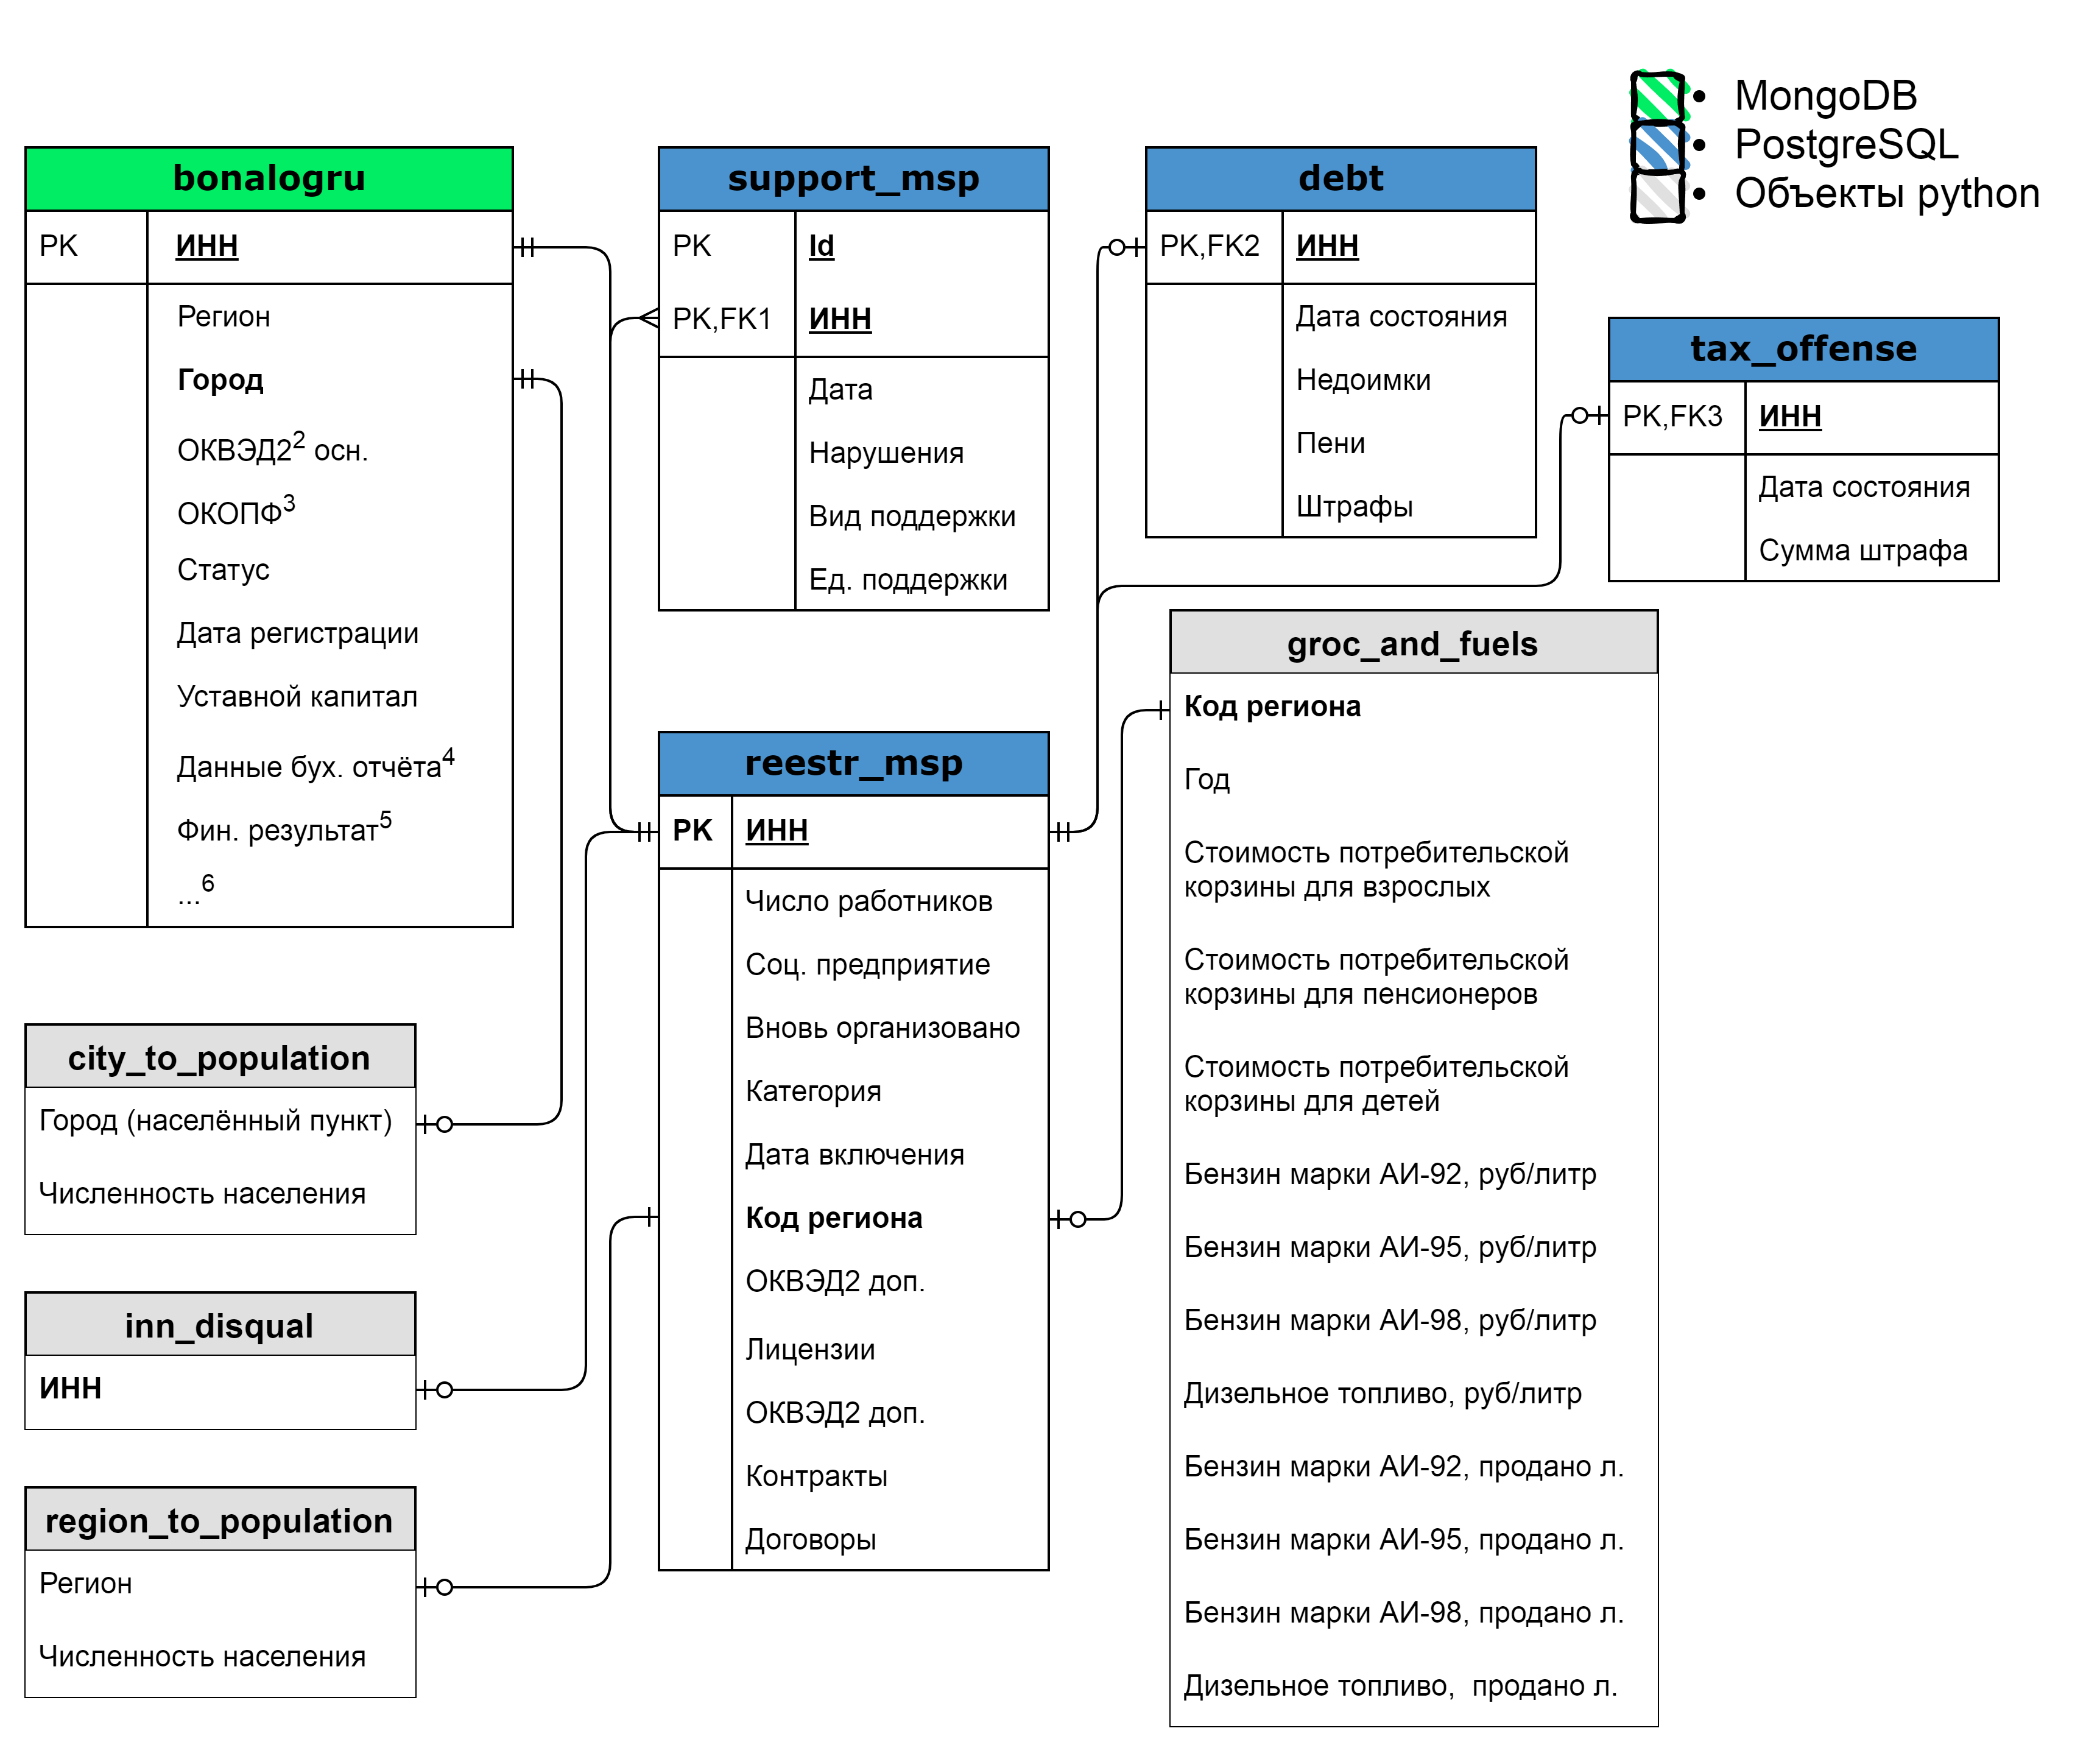 • MongoDB
• PostgreSQL
• Объекты python
bonalogru
PK ИНН
Регион
Город
ОКВЭД2² осн.
ОКОПФ³
Статус
Дата регистрации
Уставной капитал
Данные бух. отчёта⁴
Фин. результат⁵
...⁶
support_msp
PK Id
PK,FK1 ИНН
Дата
Нарушения
Вид поддержки
Ед. поддержки
debt
PK,FK2 ИНН
Дата состояния
Недоимки
Пени
Штрафы
tax_offense
PK,FK3 ИНН
Дата состояния
Сумма штрафа
groc_and_fuels
Код региона
Год
Стоимость потребительской
корзины для взрослых
Стоимость потребительской
корзины для пенсионеров
Стоимость потребительской
корзины для детей
Бензин марки АИ-92, руб/литр
Бензин марки АИ-95, руб/литр
Бензин марки АИ-98, руб/литр
Дизельное топливо, руб/литр
Бензин марки АИ-92, продано л.
Бензин марки АИ-95, продано л.
Бензин марки АИ-98, продано л.
Дизельное топливо, продано л.
reestr_msp
PK ИНН
Число работников
Соц. предприятие
Вновь организовано
Категория
Дата включения
Код региона
ОКВЭД2 доп.
Лицензии
ОКВЭД2 доп.
Контракты
Договоры
city_to_population
Город (населённый пункт)
Численность населения
inn_disqual
ИНН
region_to_population
Регион
Численность населения